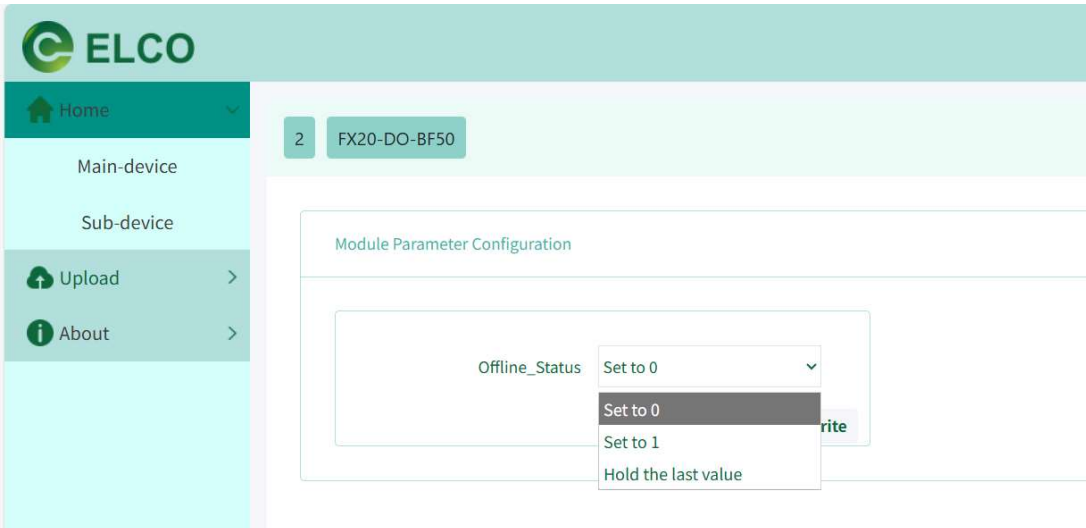 ELCO
Home
Main-device
Sub-device
Upload
About
2 FX20-DO-BF50
Module Parameter Configuration
Offline_Status Set to 0
Set to 0
Set to 1
Hold the last value
rite